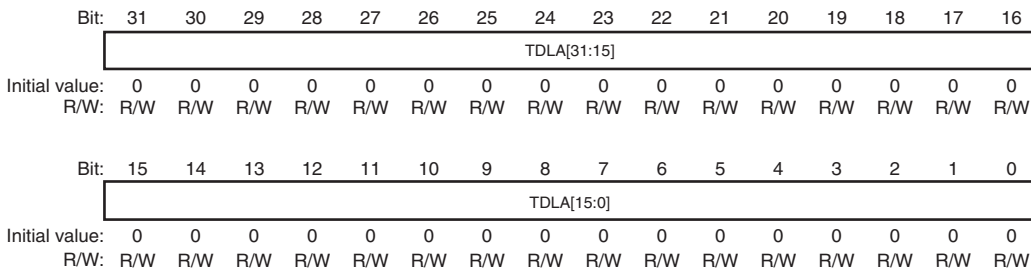 Bit: 31 30 29 28 27 26 25 24 23 22 21 20 19 18 17 16
TDLA[31:15]
Initial value: 0 0 0 0 0 0 0 0 0 0 0 0 0 0 0 0
R/W: R/W R/W R/W R/W R/W R/W R/W R/W R/W R/W R/W R/W R/W R/W R/W R/W
Bit: 15 14 13 12 11 10 9 8 7 6 5 4 3 2 1 0
TDLA[15:0]
Initial value: 0 0 0 0 0 0 0 0 0 0 0 0 0 0 0 0
R/W: R/W R/W R/W R/W R/W R/W R/W R/W R/W R/W R/W R/W R/W R/W R/W R/W